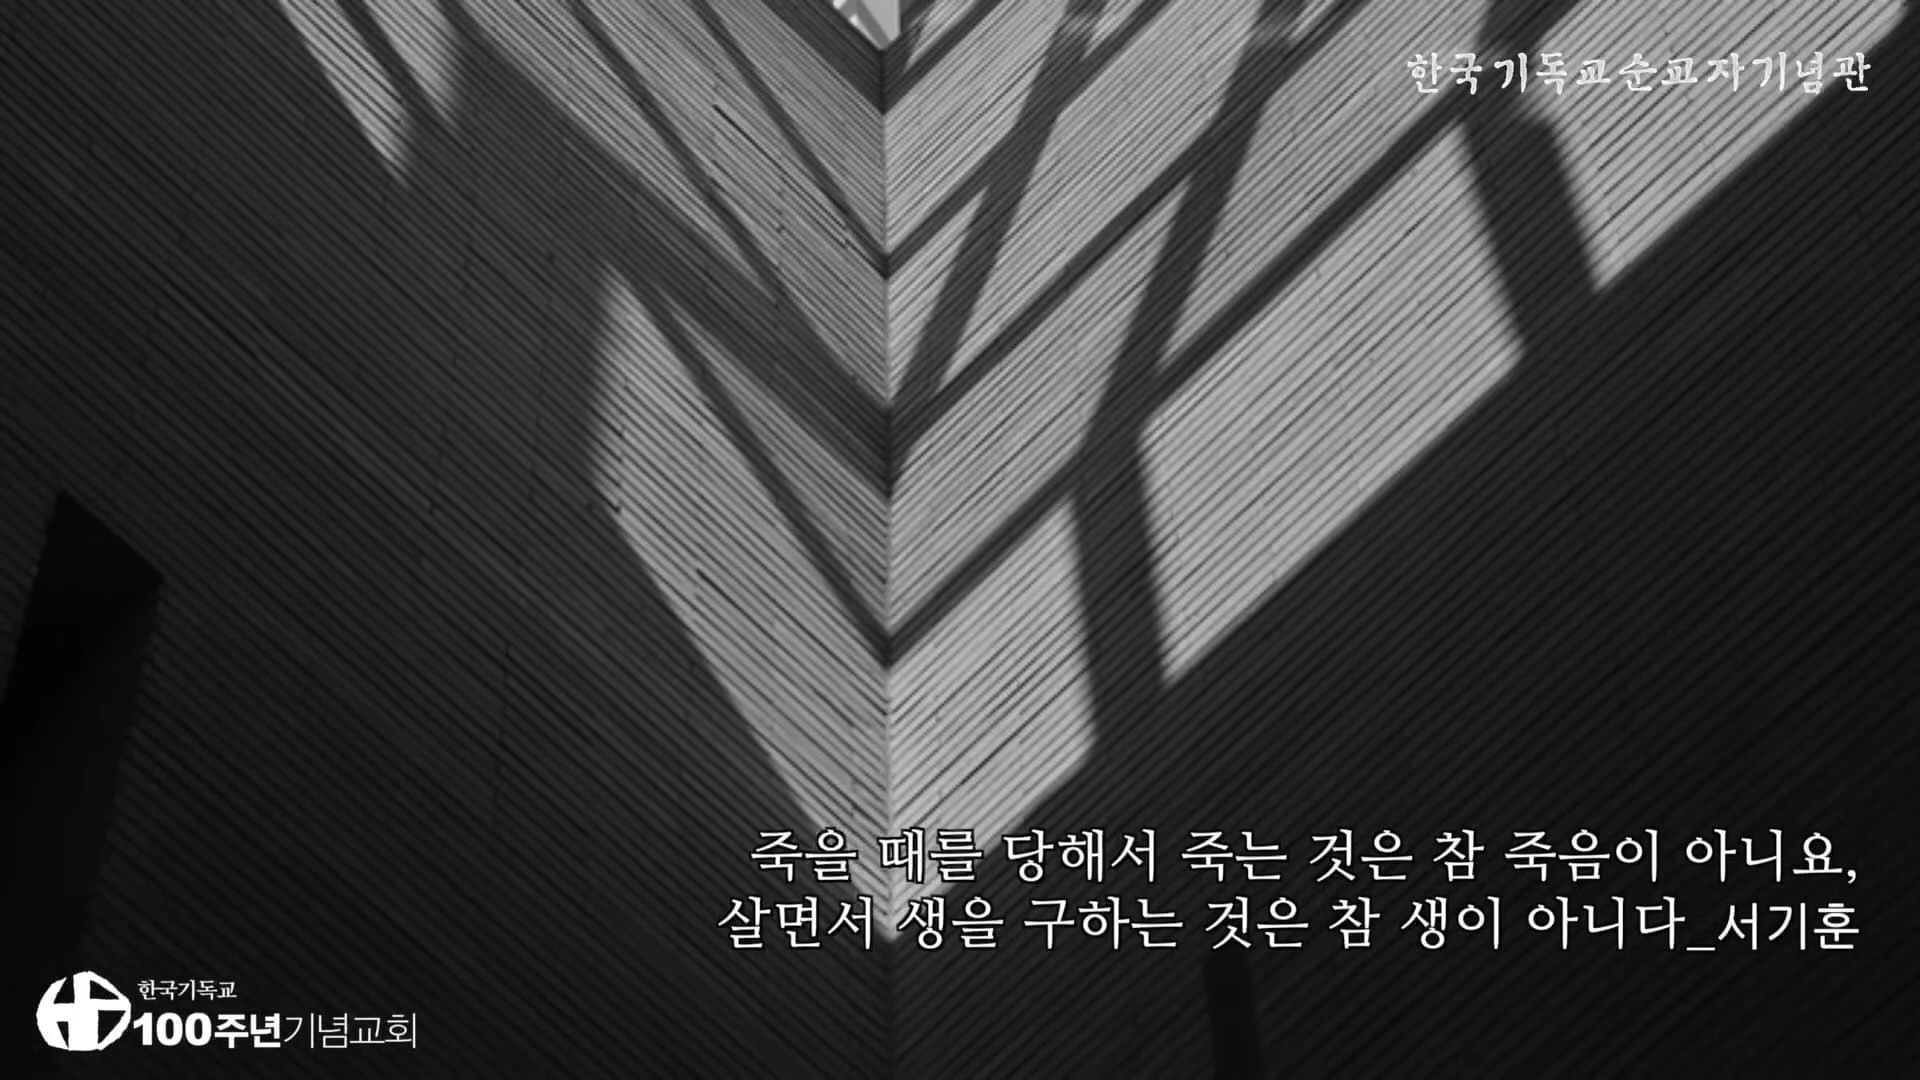 한국기독교순교자기념관
죽을 때를 당해서 죽는 것은 참 죽음이 아니요,
살면서 생을 구하는 것은 참 생이 아니다_서기훈
한국기독교
100주년기념교회